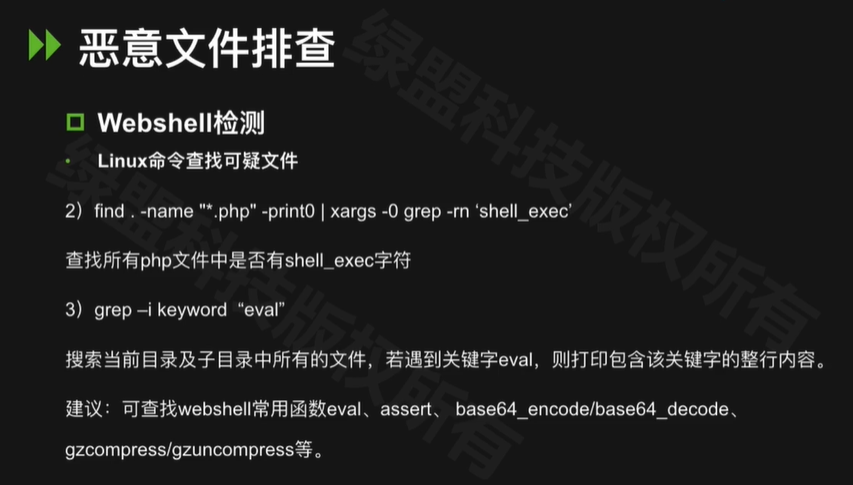 恶意文件排查
Webshell检测
• Linux命令查找可疑文件
2）find . -name "*.php" -print0 | xargs -0 grep -rn ‘shell_exec’
查找所有php文件中是否有shell_exec字符
3）grep –i keyword “eval”
搜索当前目录及子目录中所有的文件，若遇到关键字eval，则打印包含该关键字的整行内容。
建议：可查找webshell常用函数eval、assert、 base64_encode/base64_decode、
gzcompress/gzuncompress等。
绿盟科技版权所有
绿盟科技版权所有